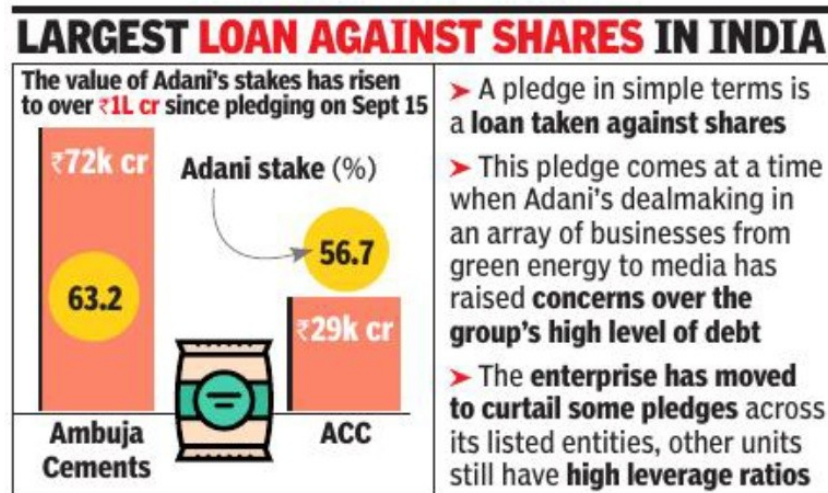 LARGEST LOAN AGAINST SHARES IN INDIA
The value of Adani's stakes has risen
to over ₹1L cr since pledging on Sept 15
₹72k cr
Adani stake (%)
63.2
56.7
₹29k cr
Ambuja
Cements
ACC
➤ A pledge in simple terms is
a loan taken against shares
➤ This pledge comes at a time
when Adani's dealmaking in
an array of businesses from
green energy to media has
raised concerns over the
group's high level of debt
➤ The enterprise has moved
to curtail some pledges across
its listed entities, other units
still have high leverage ratios